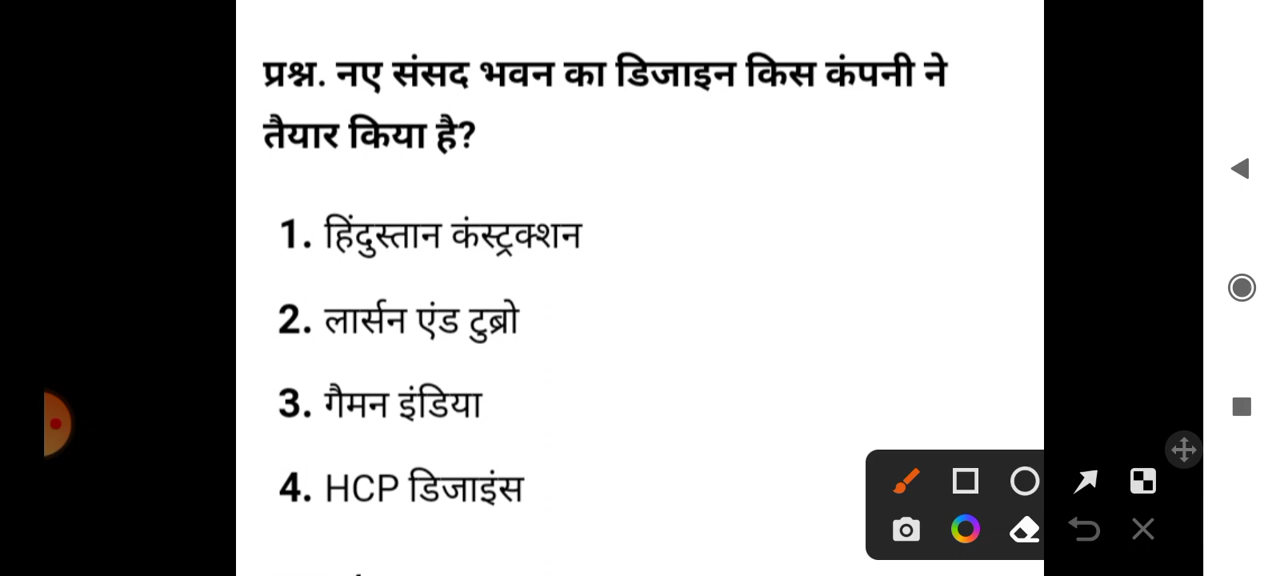 प्रश्न. नए संसद भवन का डिजाइन किस कंपनी ने
तैयार किया है?
1. हिंदुस्तान कंस्ट्रक्शन
2. लार्सन एंड टुब्रो
3. गैमन इंडिया
4. HCP डिजाइंस